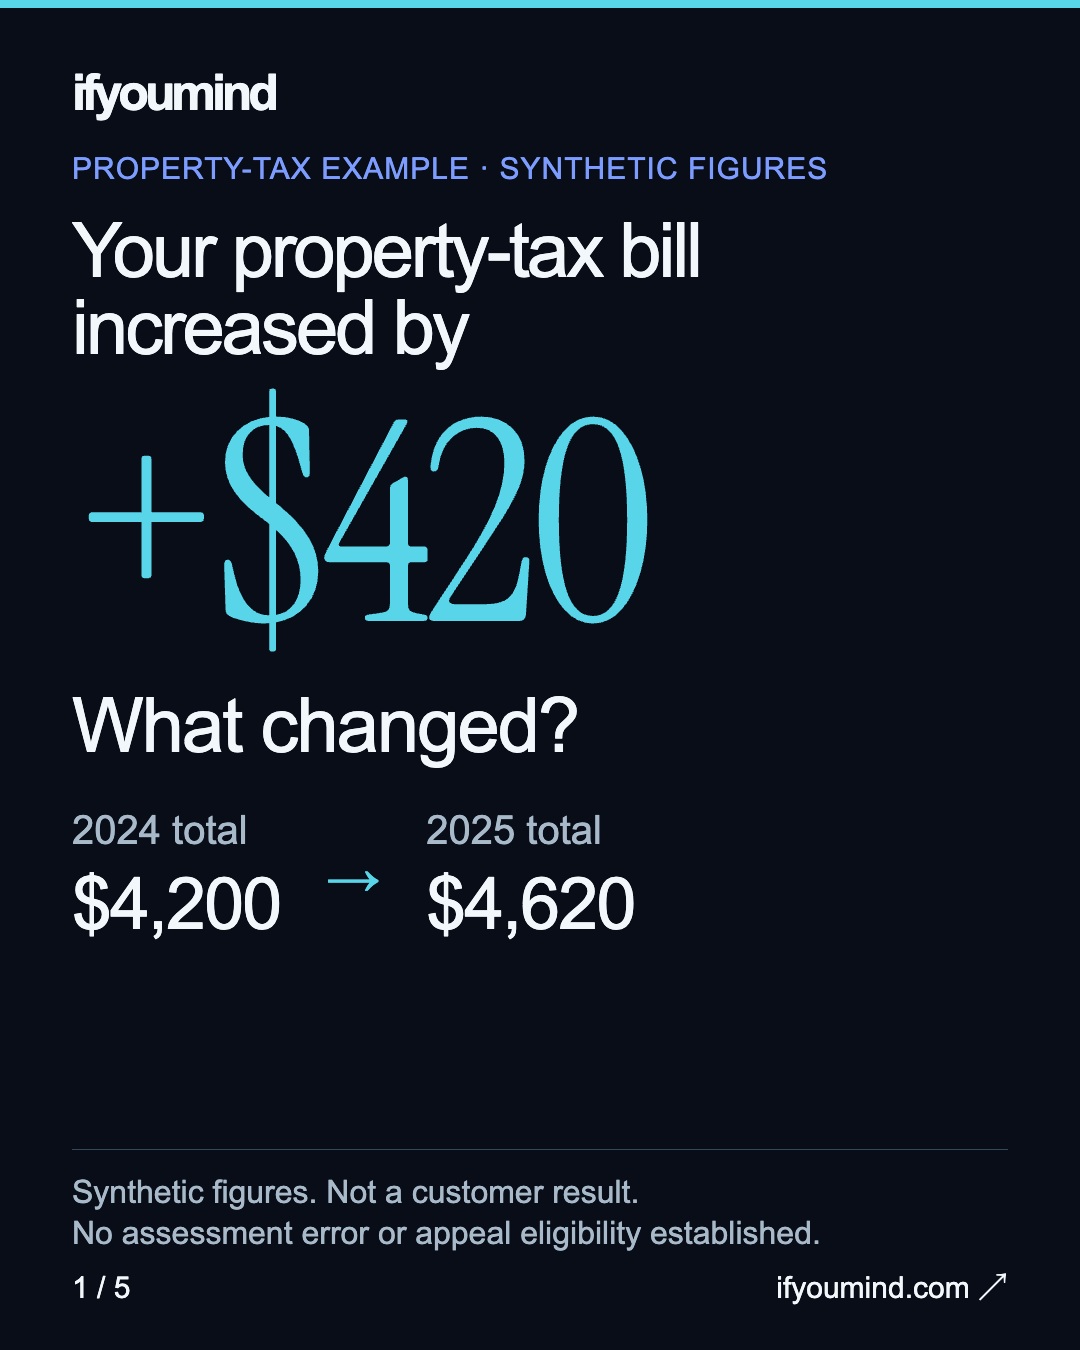 ifyoumind
PROPERTY-TAX EXAMPLE · SYNTHETIC FIGURES
Your property-tax bill
increased by
+$420
What changed?
2024 total
$4,200
→
2025 total
$4,620
Synthetic figures. Not a customer result.
No assessment error or appeal eligibility established.
1 / 5
ifyoumind.com ↗